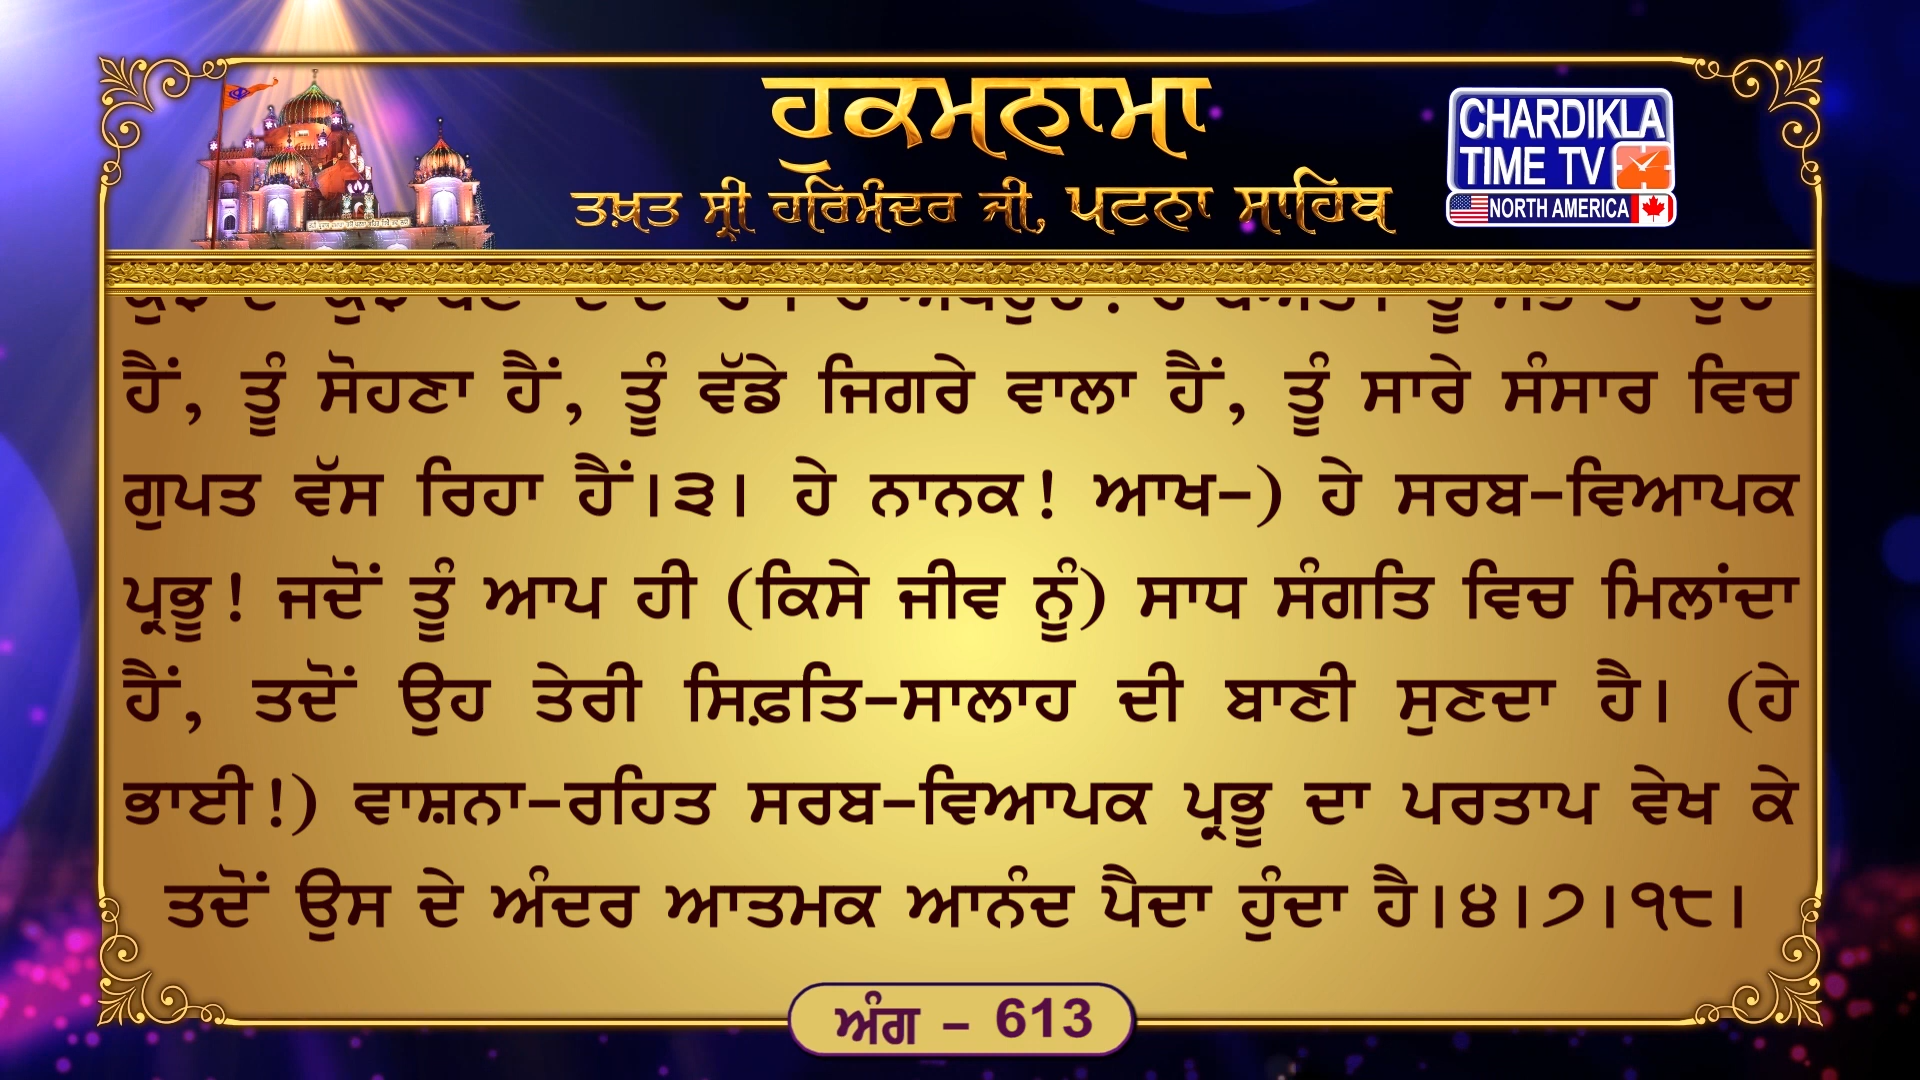 ਹੁਕਮਨਾਮਾ
ਤਖ਼ਤ ਸ੍ਰੀ ਹਰਿਮੰਦਰ ਜੀ, ਪਟਨਾ ਸਾਹਿਬ
CHARDIKLA
TIME TV
NORTH AMERICA
ਹੈਂ, ਤੂੰ ਸੋਹਣਾ ਹੈਂ, ਤੂੰ ਵੱਡੇ ਜਿਗਰੇ ਵਾਲਾ ਹੈਂ, ਤੂੰ ਸਾਰੇ ਸੰਸਾਰ ਵਿਚ
ਗੁਪਤ ਵੱਸ ਰਿਹਾ ਹੈਂ।੩। ਹੇ ਨਾਨਕ! ਆਖ-) ਹੇ ਸਰਬ-ਵਿਆਪਕ
ਪ੍ਰਭੂ! ਜਦੋਂ ਤੂੰ ਆਪ ਹੀ (ਕਿਸੇ ਜੀਵ ਨੂੰ) ਸਾਧ ਸੰਗਤਿ ਵਿਚ ਮਿਲਾਂਦਾ
ਹੈਂ, ਤਦੋਂ ਉਹ ਤੇਰੀ ਸਿਫ਼ਤਿ-ਸਾਲਾਹ ਦੀ ਬਾਣੀ ਸੁਣਦਾ ਹੈ। (ਹੇ
ਭਾਈ!) ਵਾਸ਼ਨਾ-ਰਹਿਤ ਸਰਬ-ਵਿਆਪਕ ਪ੍ਰਭੂ ਦਾ ਪਰਤਾਪ ਵੇਖ ਕੇ
ਤਦੋਂ ਉਸ ਦੇ ਅੰਦਰ ਆਤਮਕ ਆਨੰਦ ਪੈਦਾ ਹੁੰਦਾ ਹੈ।੪।੭।੧੮।
ਅੰਗ - 613